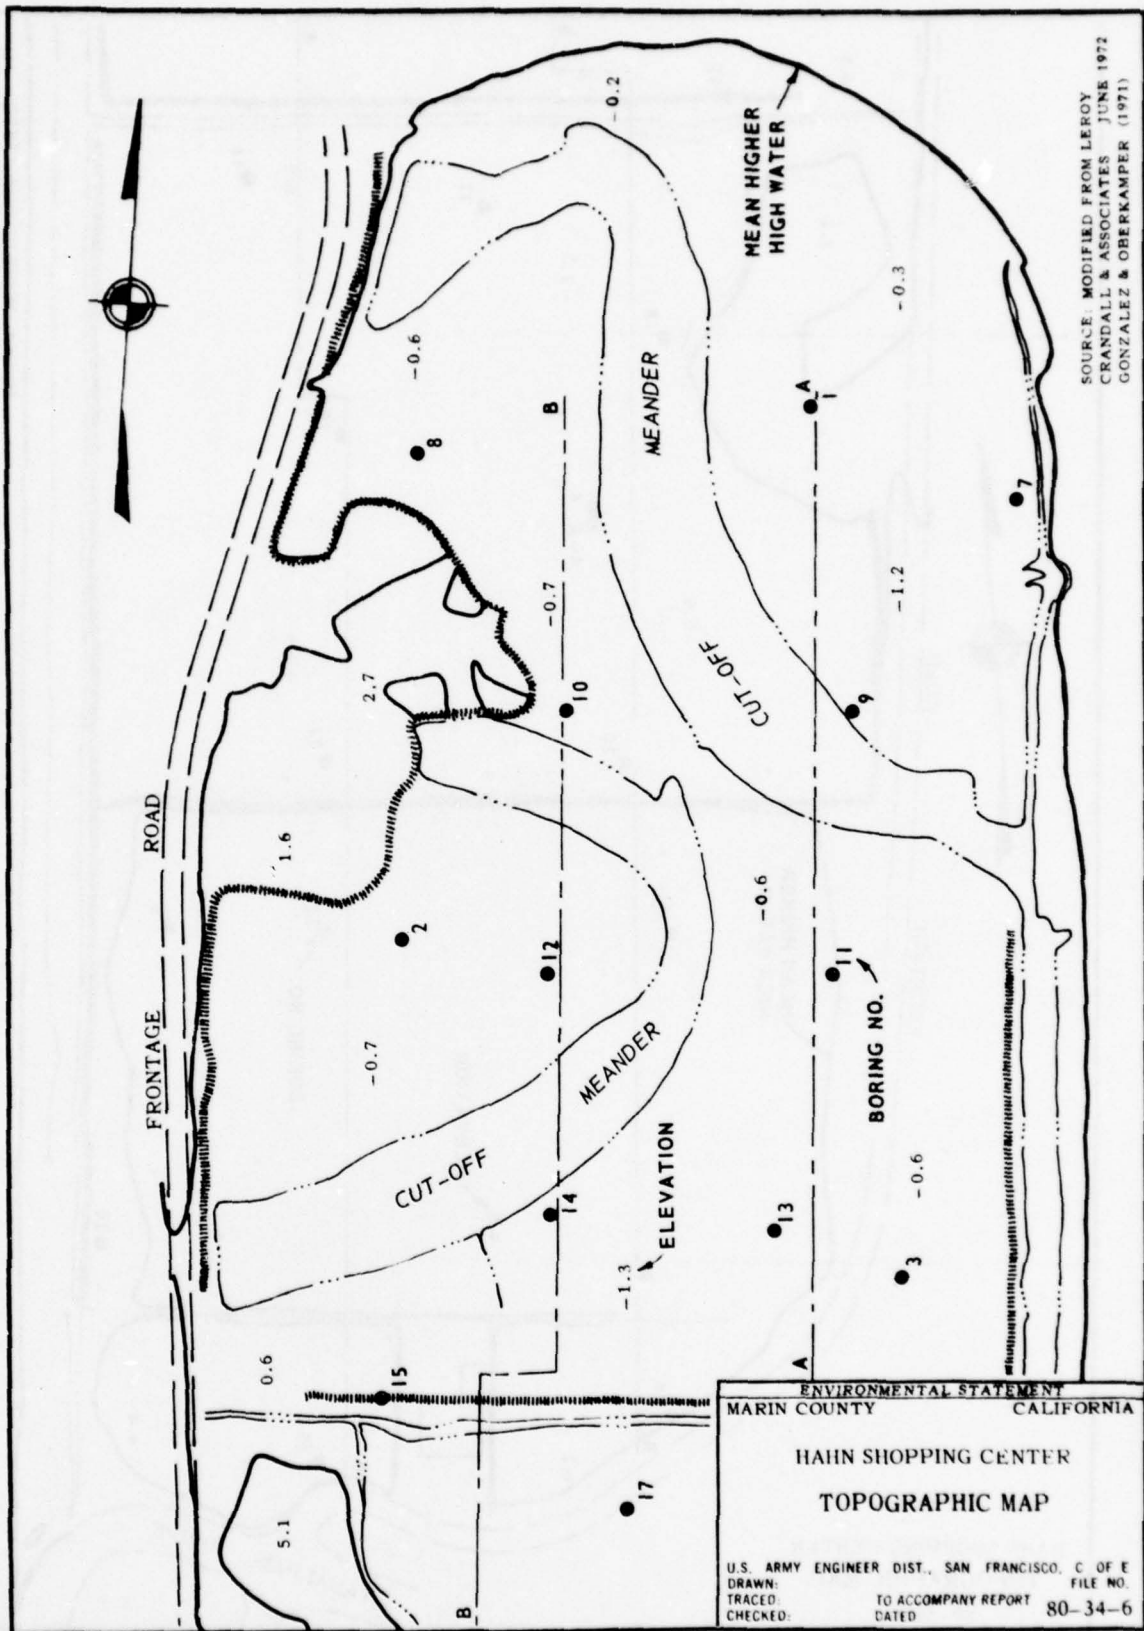 SOURCE: MODIFIED FROM LEROY
CRANDALL & ASSOCIATES JUNE 1972
GONZALEZ & OBERKAMPER (1971)
-0.2
MEAN HIGHER
HIGH WATER
-0.3
-0.6
8
B
MEANDER
A
1
7
-0.7
-1.2
2.7
10
CUT-OFF
9
FRONTAGE ROAD
1.6
2
-0.6
12
11
-0.7
MEANDER
BORING NO.
CUT-OFF
14
ELEVATION
-0.6
13
-1.3
3
0.6
15
A
17
5.1
B
ENVIRONMENTAL STATEMENT
MARIN COUNTY CALIFORNIA
HAHN SHOPPING CENTER
TOPOGRAPHIC MAP
U.S. ARMY ENGINEER DIST., SAN FRANCISCO, C OF E
DRAWN: FILE NO.
TRACED: TO ACCOMPANY REPORT
CHECKED: DATED 80-34-6